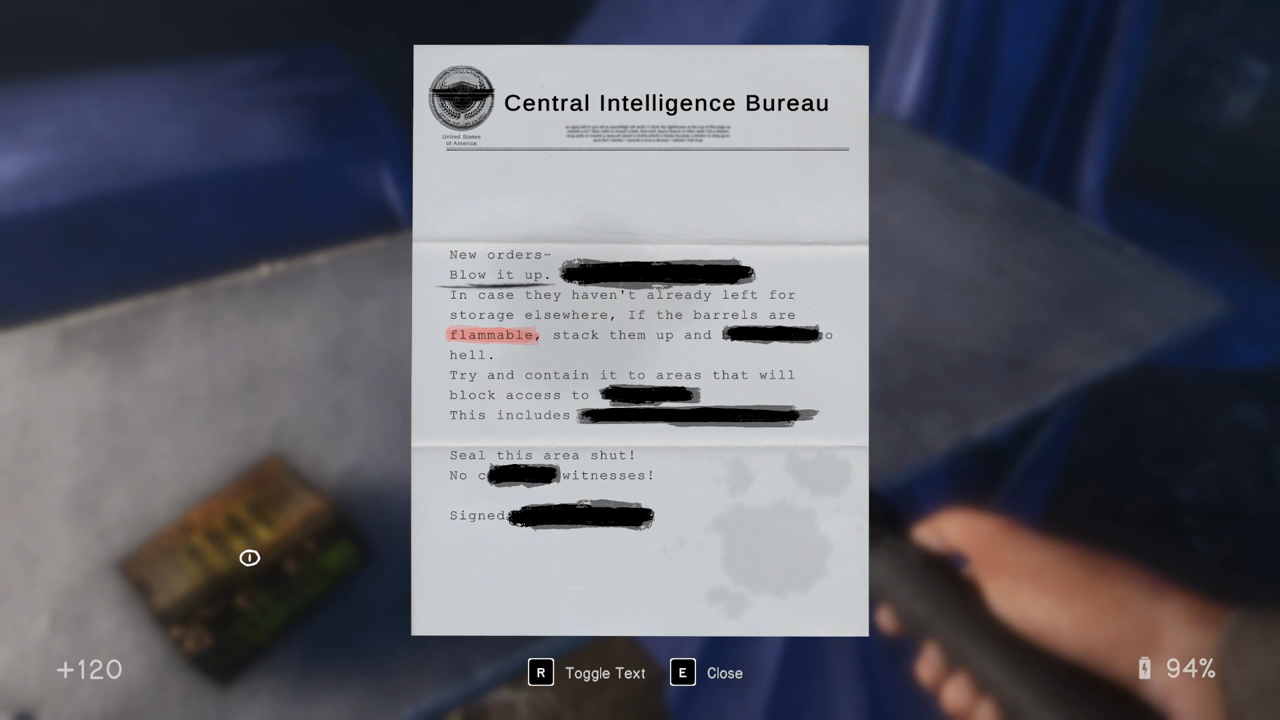 Central Intelligence Bureau
United States
of America
New orders-
Blow it up.
In case they haven't already left for
storage elsewhere, If the barrels are
flammable, stack them up and o
hell.
Try and contain it to areas that will
block access to
This includes
Seal this area shut!
No c witnesses!
Signed
+120
R Toggle Text E Close
94%